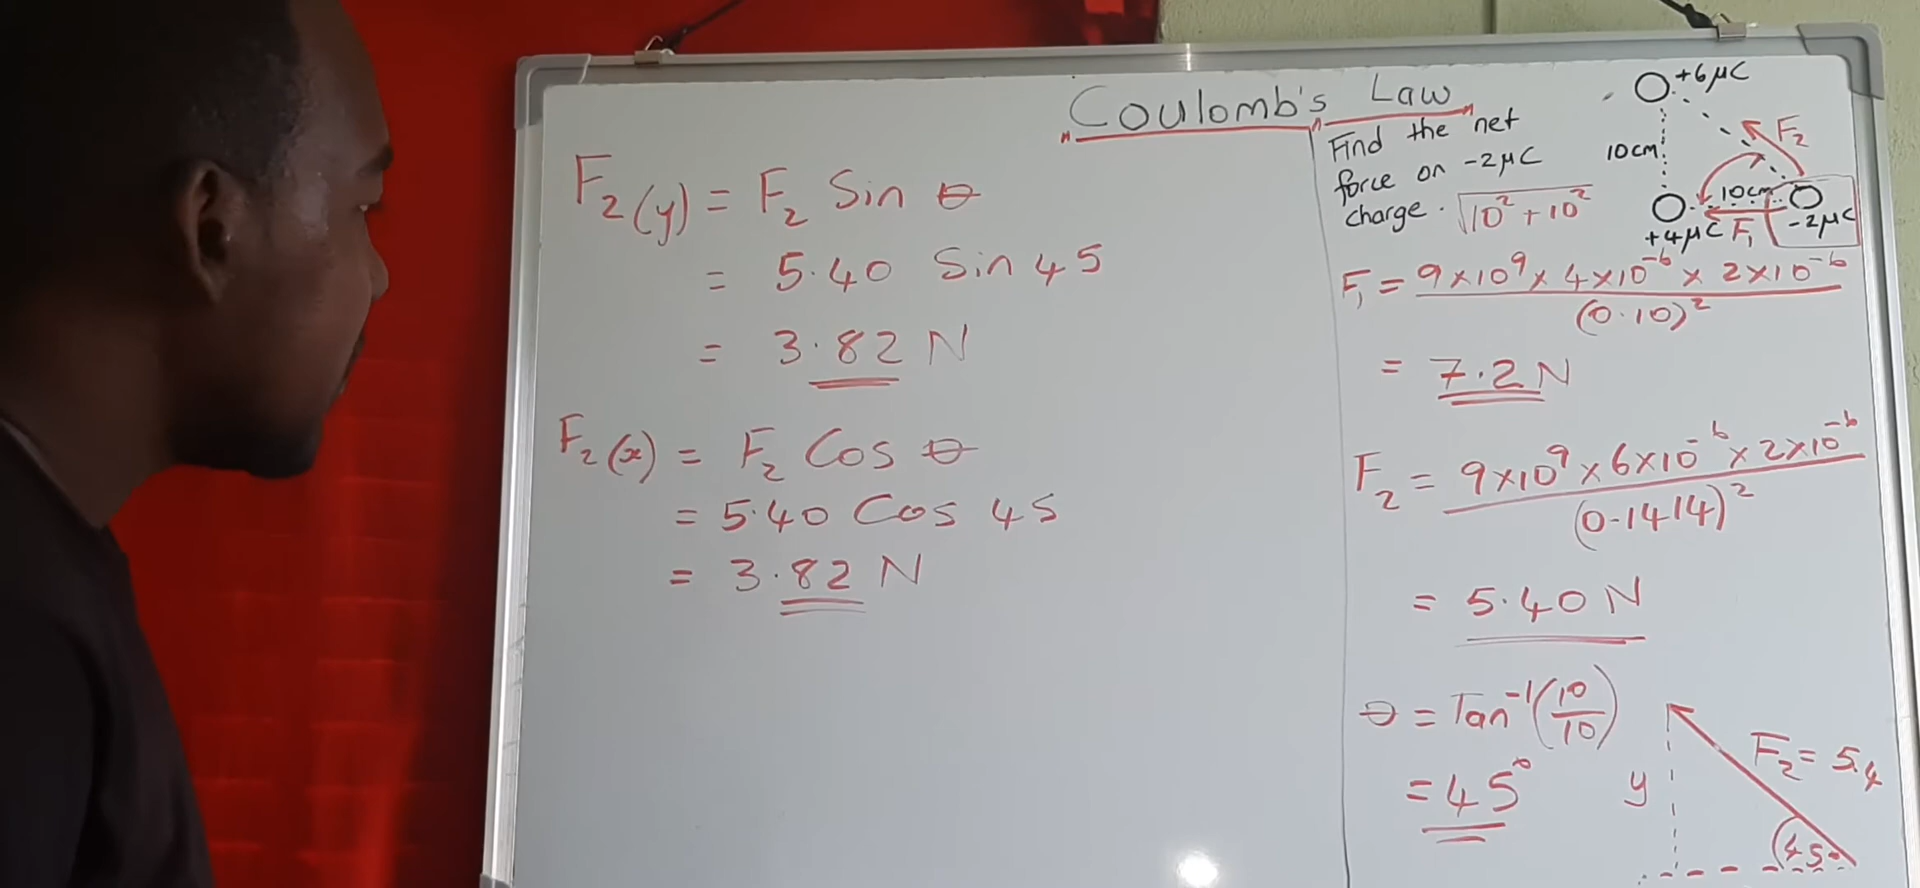 Coulomb's Law
F₂(y) = F₂ Sin θ
= 5.40 Sin 45
= 3.82 N
F₂(x) = F₂ Cos θ
= 5.40 Cos 45
= 3.82 N
Find the net
force on -2μC
charge. √10² + 10²
+6μC
F₂
10cm
10cm
+4μC
F₁
-2μC
F₁ = 9×10⁹ × 4×10⁻⁶ × 2×10⁻⁶
(0.10)²
= 7.2N
F₂ = 9×10⁹ × 6×10⁻⁶ × 2×10⁻⁶
(0.1414)²
= 5.40 N
θ = Tan⁻¹(10/10)
= 45°
F₂ = 5.4
y
45